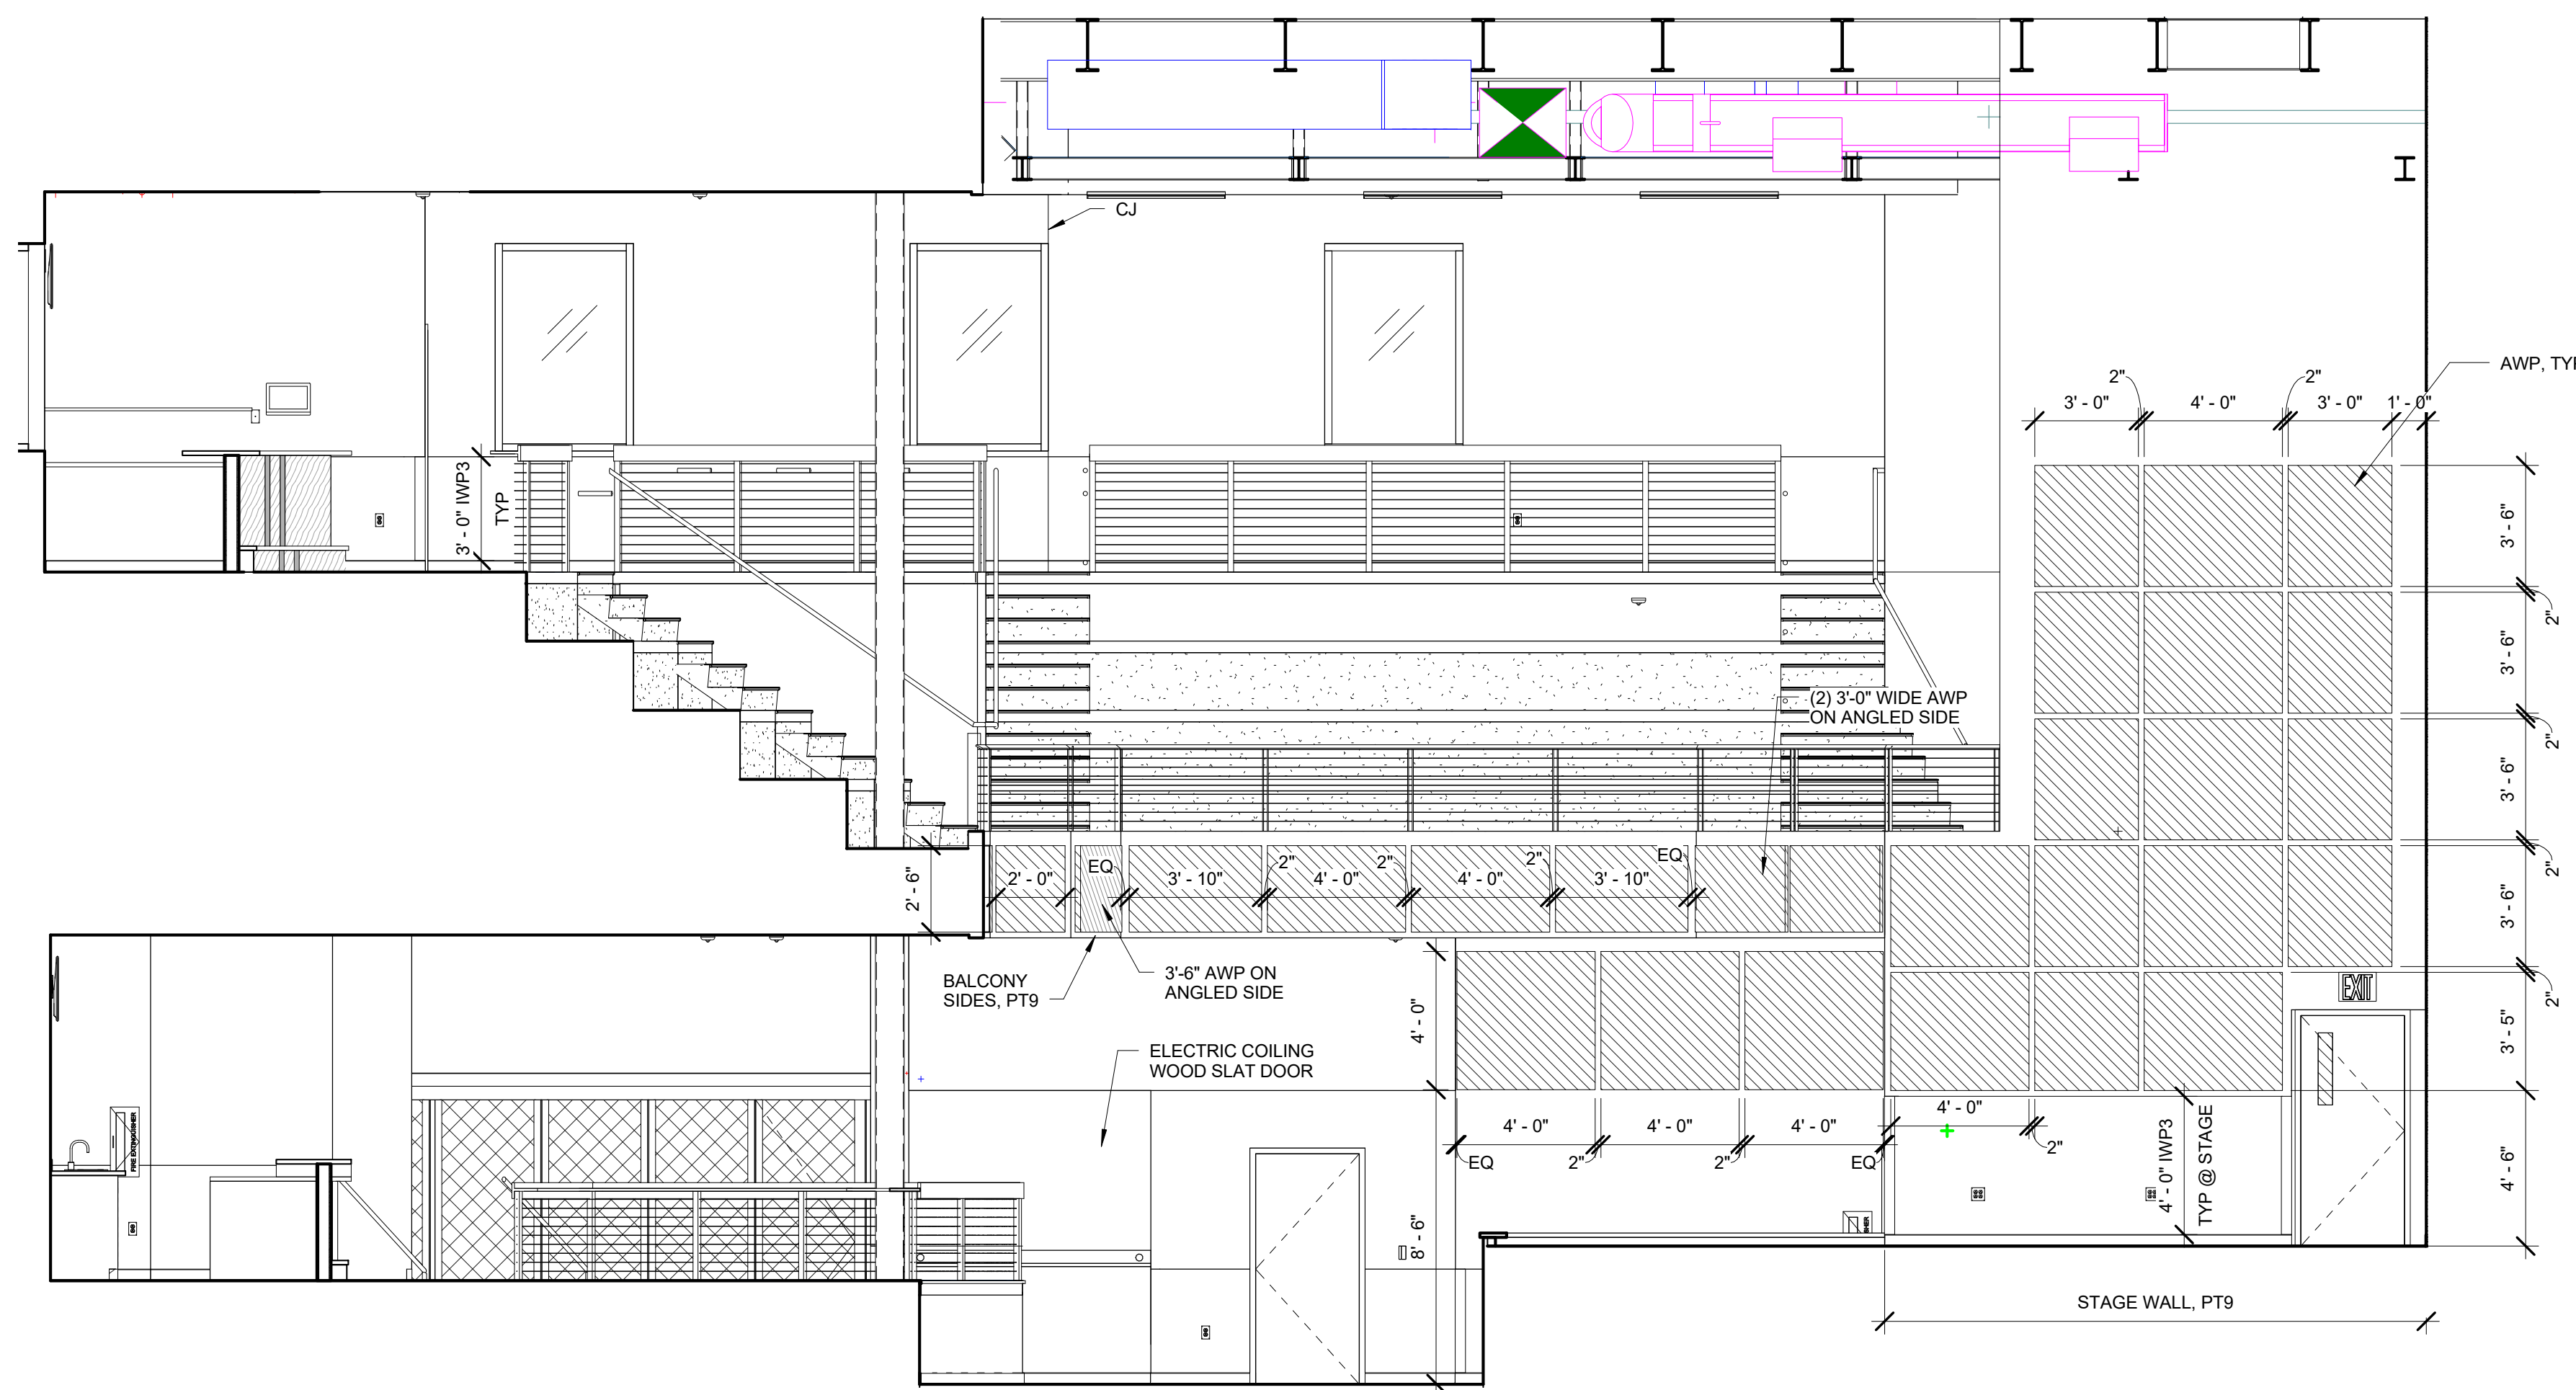 CJ
AWP, TYP
2"
2"
3' - 0"
4' - 0"
3' - 0"
1' - 0"
3' - 0" IWP3
TYP
3' - 6"
2"
3' - 6"
2"
3' - 6"
2"
3' - 6"
2"
3' - 5"
4' - 6"
(2) 3'-0" WIDE AWP
ON ANGLED SIDE
2' - 6"
2' - 0"
EQ
3' - 10"
2"
4' - 0"
2"
4' - 0"
2"
3' - 10"
EQ
BALCONY
SIDES, PT9
3'-6" AWP ON
ANGLED SIDE
EXIT
4' - 0"
ELECTRIC COILING
WOOD SLAT DOOR
FIRE EXTINGUISHER
4' - 0"
4' - 0"
4' - 0"
4' - 0"
EQ
2"
2"
EQ
2"
4' - 0" IWP3
TYP @ STAGE
8' - 6"
STAGE WALL, PT9